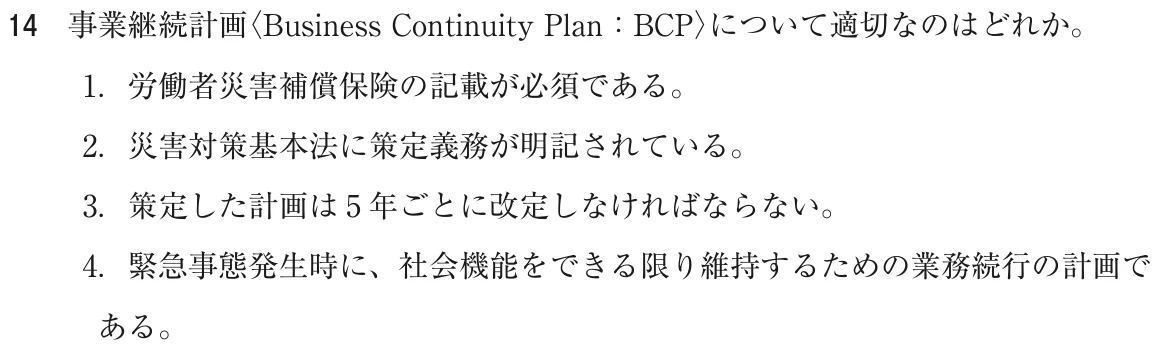 14 事業継続計画〈Business Continuity Plan：BCP〉について適切なのはどれか。
1. 労働者災害補償保険の記載が必須である。
2. 災害対策基本法に策定義務が明記されている。
3. 策定した計画は5年ごとに改定しなければならない。
4. 緊急事態発生時に、社会機能をできる限り維持するための業務続行の計画で
ある。